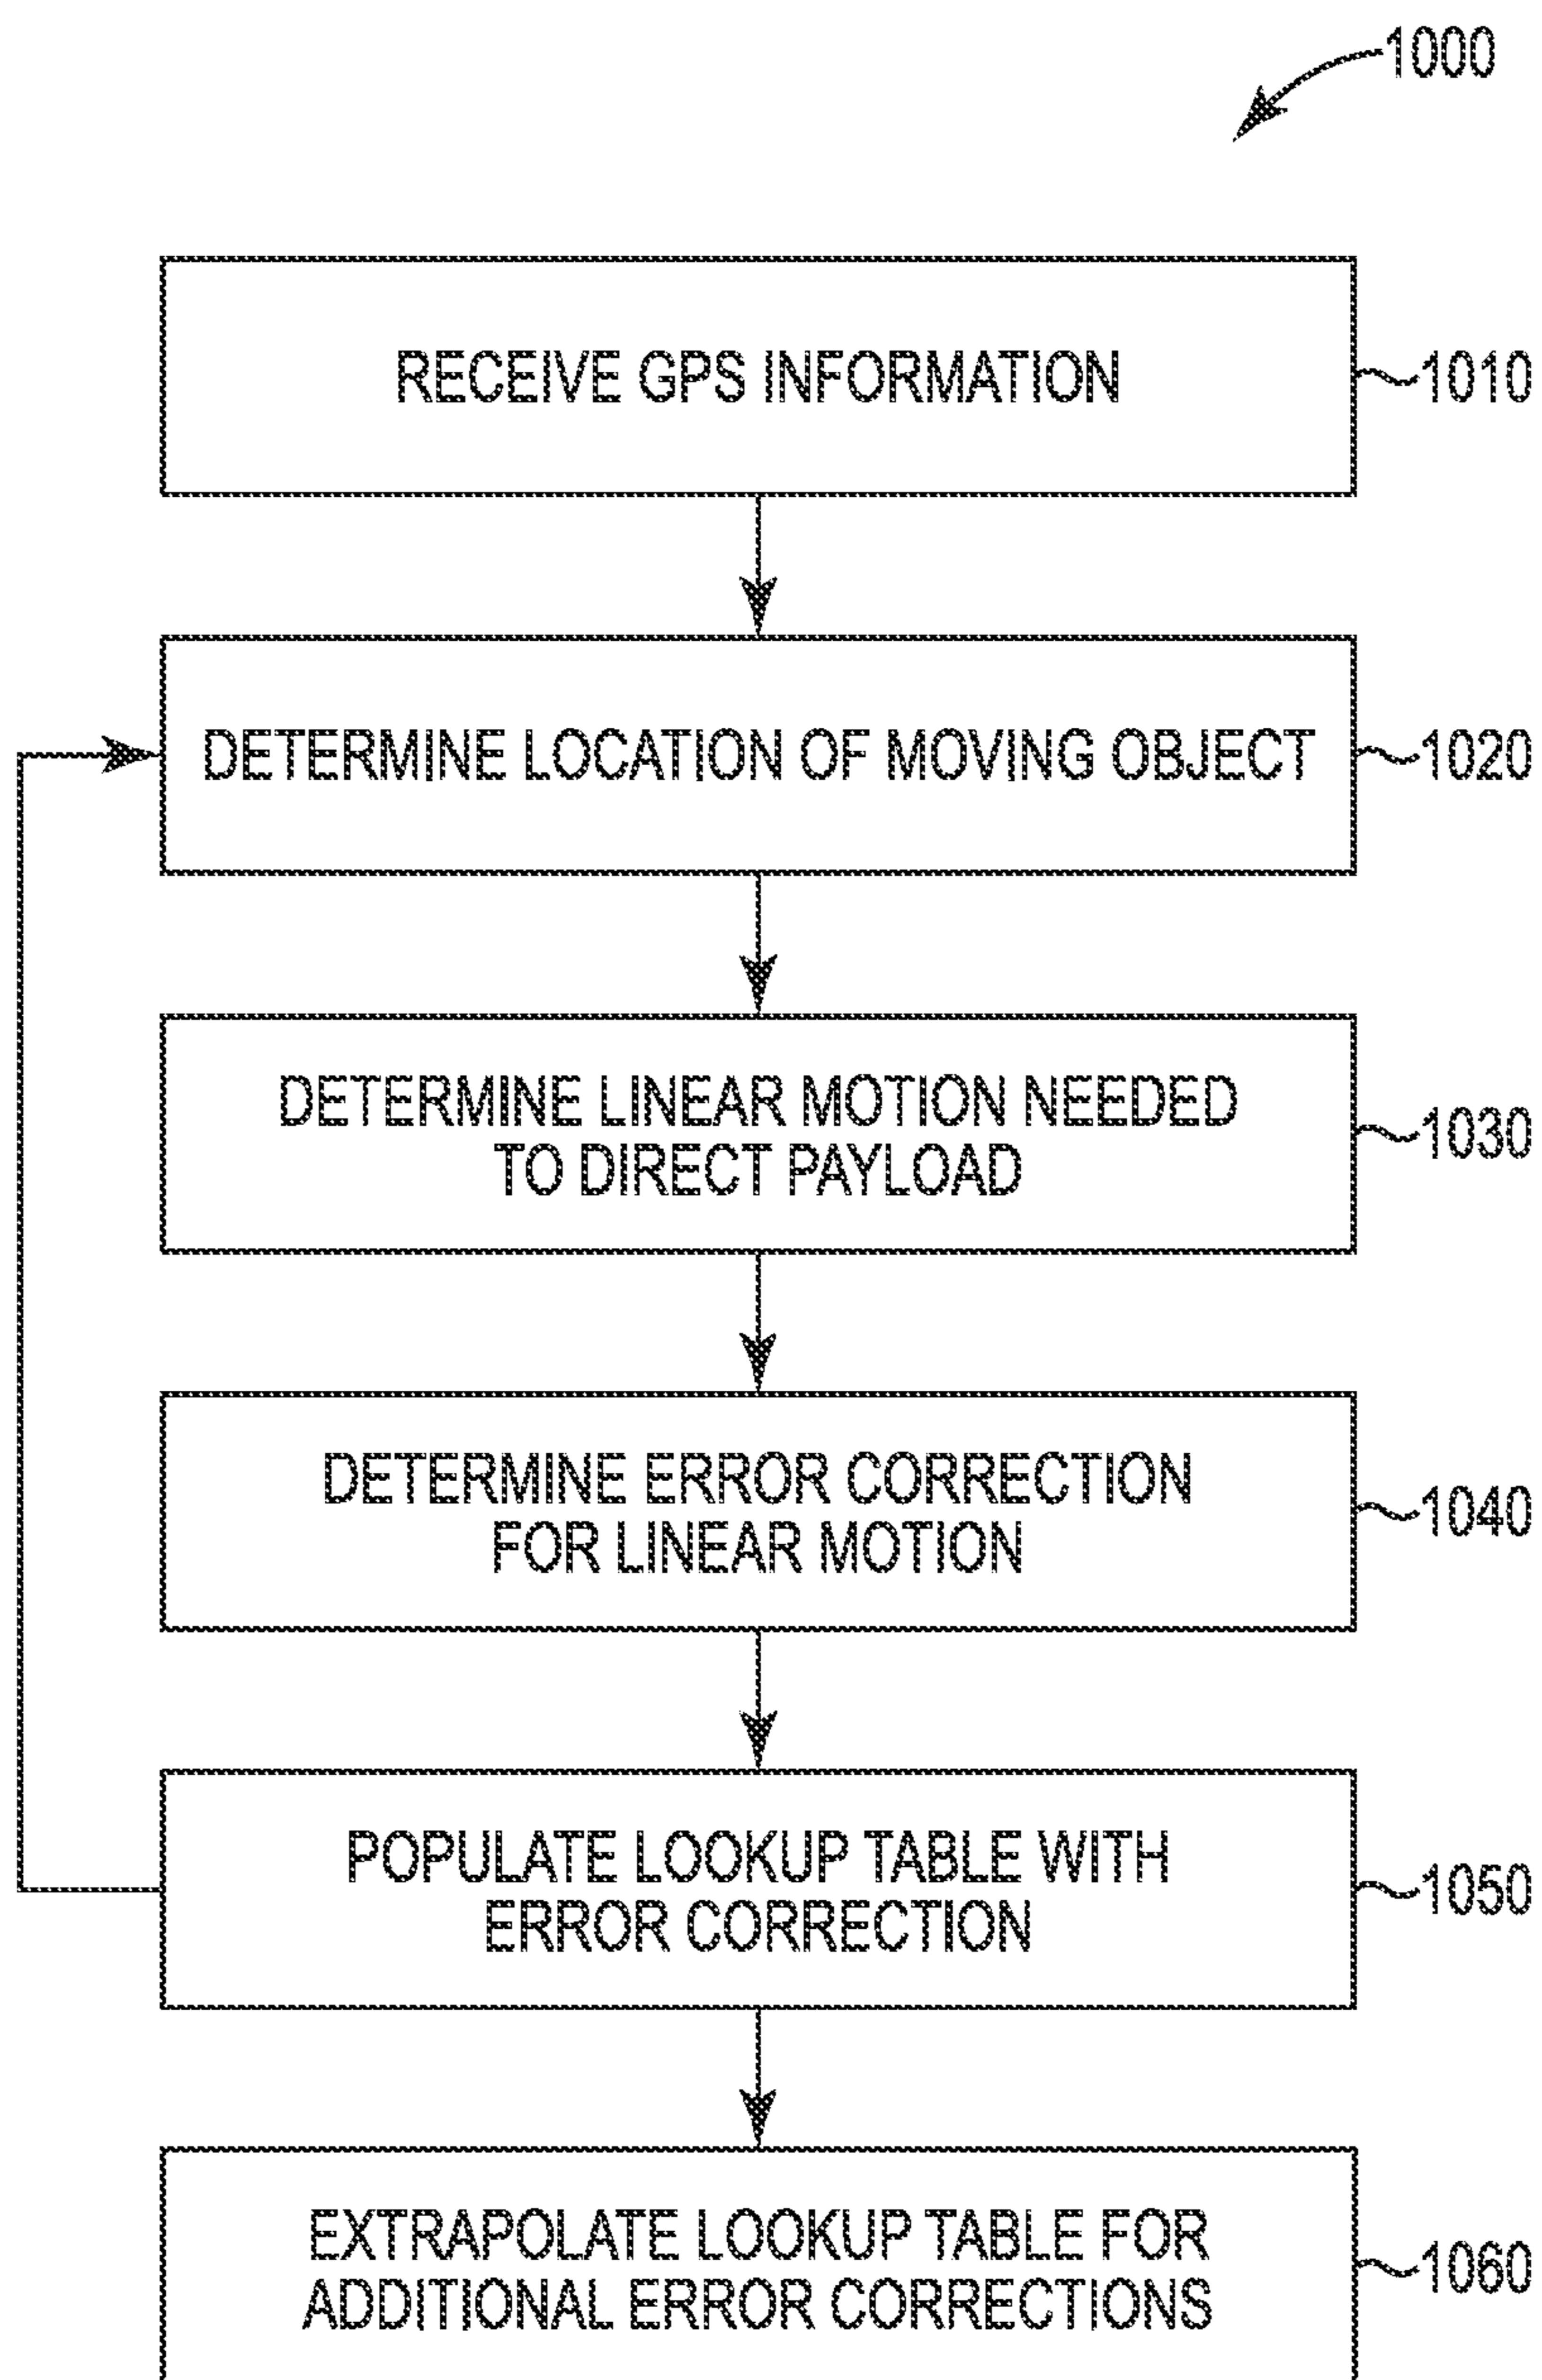 1000
RECEIVE GPS INFORMATION
1010
DETERMINE LOCATION OF MOVING OBJECT
1020
DETERMINE LINEAR MOTION NEEDED
TO DIRECT PAYLOAD
1030
DETERMINE ERROR CORRECTION
FOR LINEAR MOTION
1040
POPULATE LOOKUP TABLE WITH
ERROR CORRECTION
1050
EXTRAPOLATE LOOKUP TABLE FOR
ADDITIONAL ERROR CORRECTIONS
1060